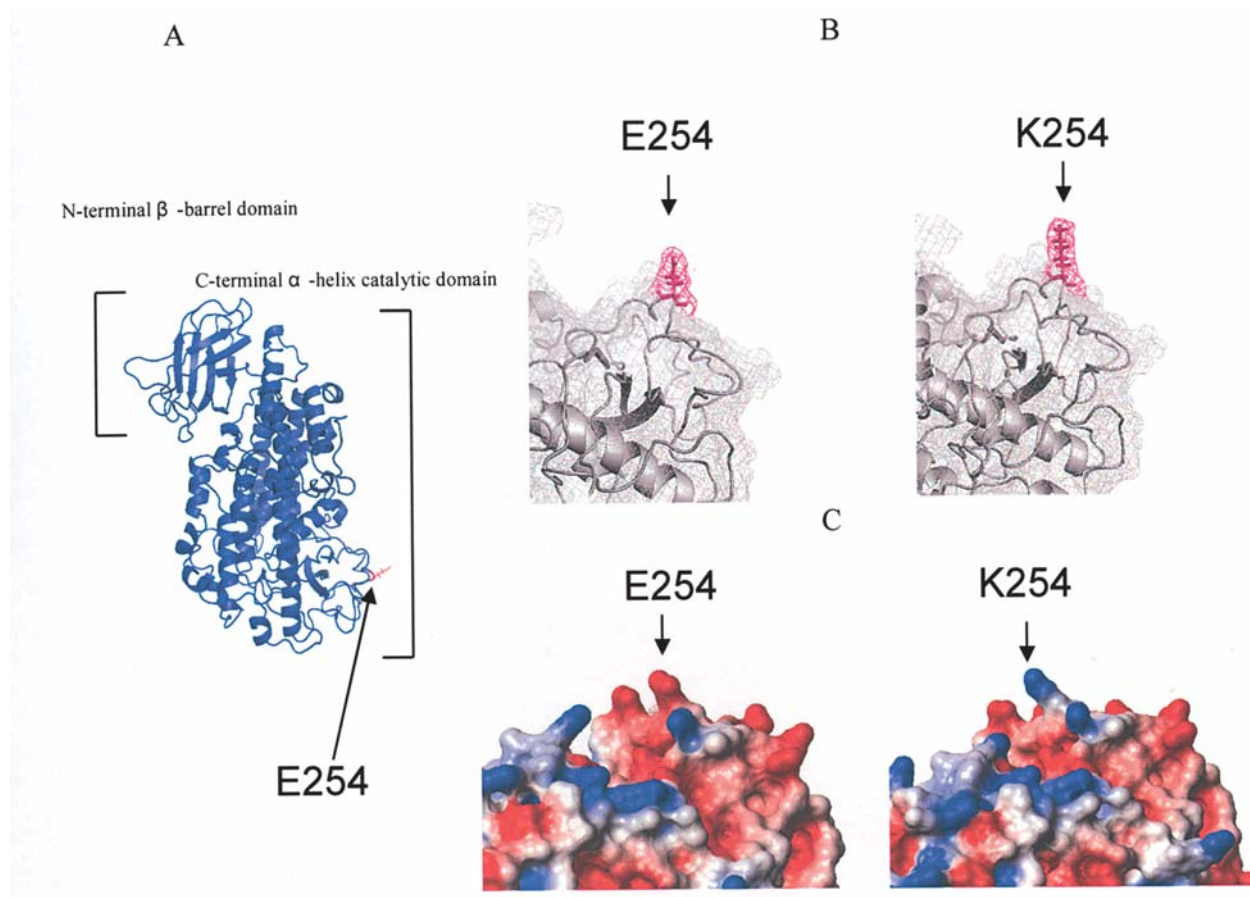 A
B
E254
K254
N-terminal β -barrel domain
C-terminal α -helix catalytic domain
C
E254
K254
E254